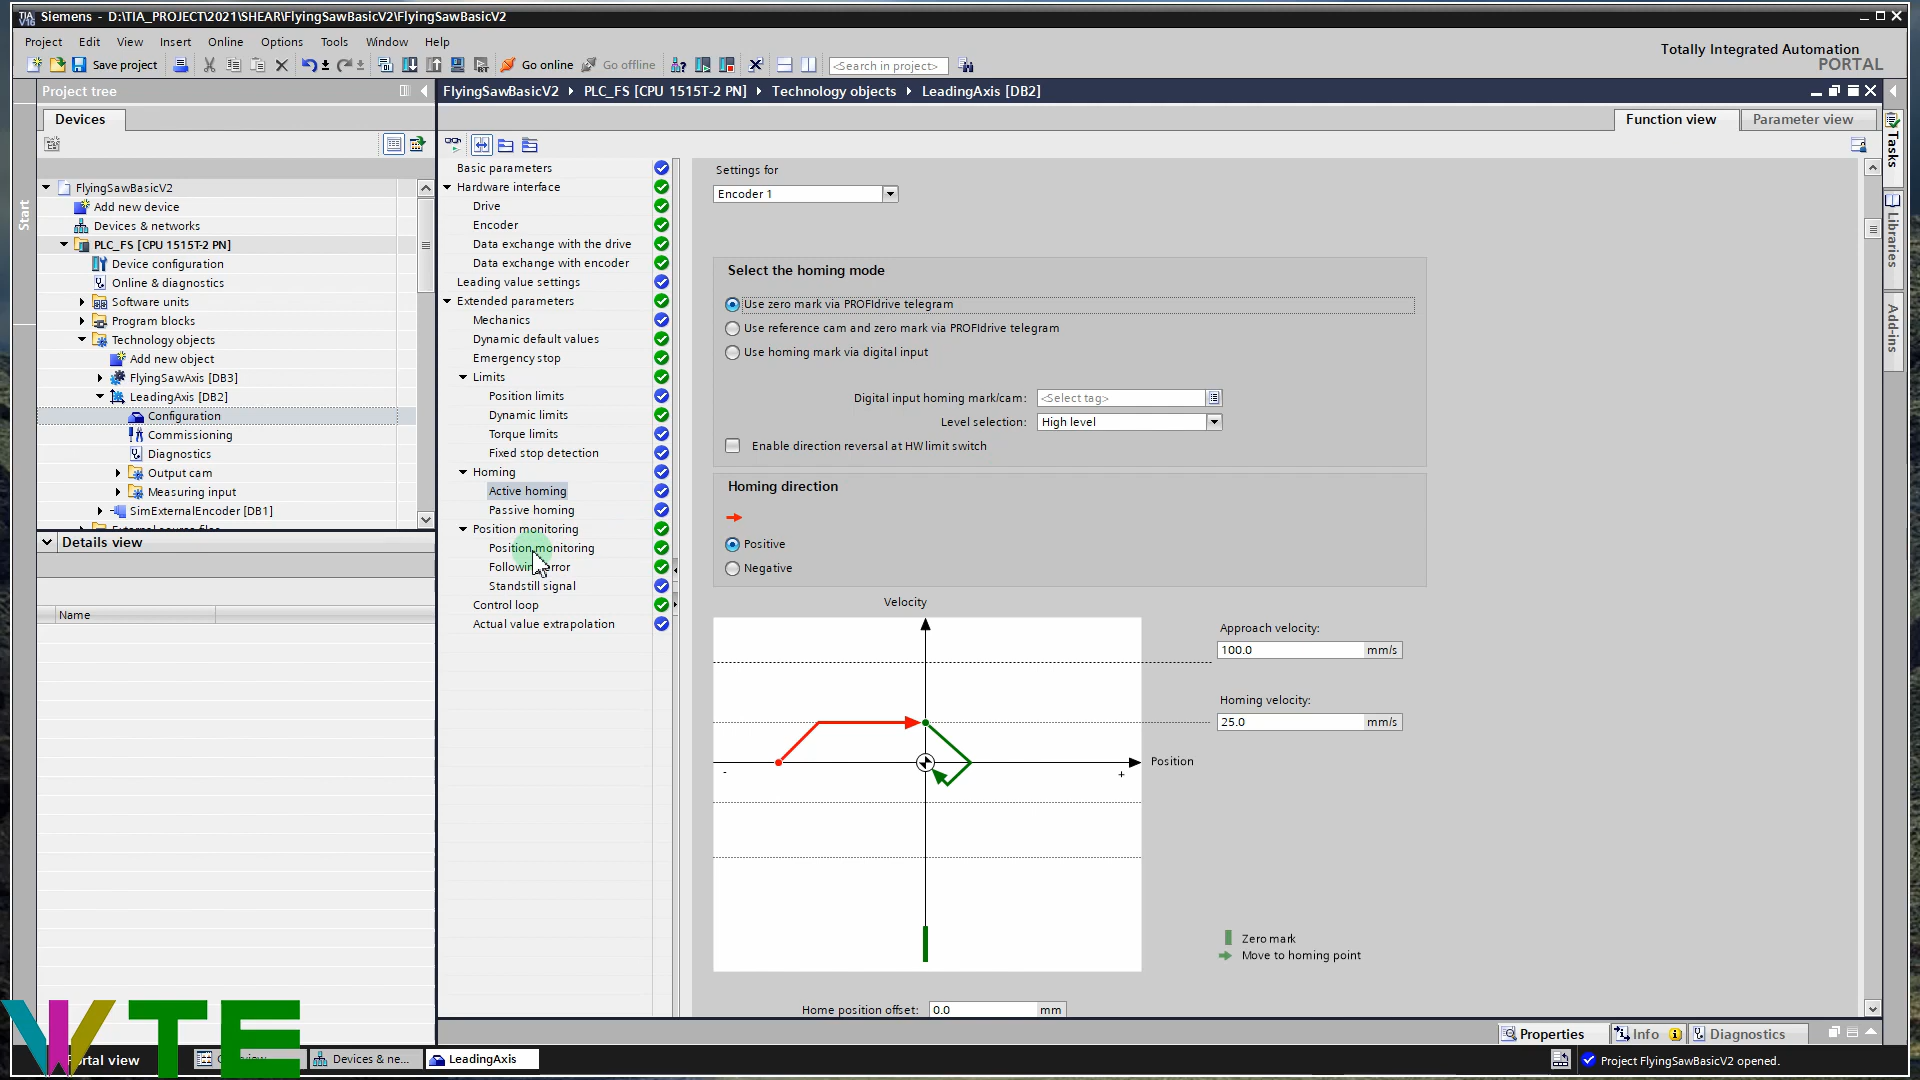 Siemens - D:\TIA_PROJECT\2021\SHEAR\FlyingSawBasicV2\FlyingSawBasicV2
Project Edit View Insert Online Options Tools Window Help
Save project
Go online
Go offline
<Search in project>
Totally Integrated Automation
PORTAL
Project tree
Devices
Start
FlyingSawBasicV2
Add new device
Devices & networks
PLC_FS [CPU 1515T-2 PN]
Device configuration
Online & diagnostics
Software units
Program blocks
Technology objects
Add new object
FlyingSawAxis [DB3]
LeadingAxis [DB2]
Configuration
Commissioning
Diagnostics
Output cam
Measuring input
SimExternalEncoder [DB1]
Details view
Name
FlyingSawBasicV2 PLC_FS [CPU 1515T-2 PN] Technology objects LeadingAxis [DB2]
Function view
Parameter view
Basic parameters
Hardware interface
Drive
Encoder
Data exchange with the drive
Data exchange with encoder
Leading value settings
Extended parameters
Mechanics
Dynamic default values
Emergency stop
Limits
Position limits
Dynamic limits
Torque limits
Fixed stop detection
Homing
Active homing
Passive homing
Position monitoring
Position monitoring
Following error
Standstill signal
Control loop
Actual value extrapolation
Settings for
Encoder 1
Select the homing mode
Use zero mark via PROFIdrive telegram
Use reference cam and zero mark via PROFIdrive telegram
Use homing mark via digital input
Digital input homing mark/cam: <Select tag>
Level selection: High level
Enable direction reversal at HW limit switch
Homing direction
Positive
Negative
Velocity
Approach velocity:
100.0 mm/s
Homing velocity:
25.0 mm/s
Position
-
+
Zero mark
Move to homing point
Home position offset: 0.0 mm
Tasks
Libraries
Add-ins
Properties
Info
Diagnostics
WTE
Portal view
Devices & ne...
LeadingAxis
Project FlyingSawBasicV2 opened.